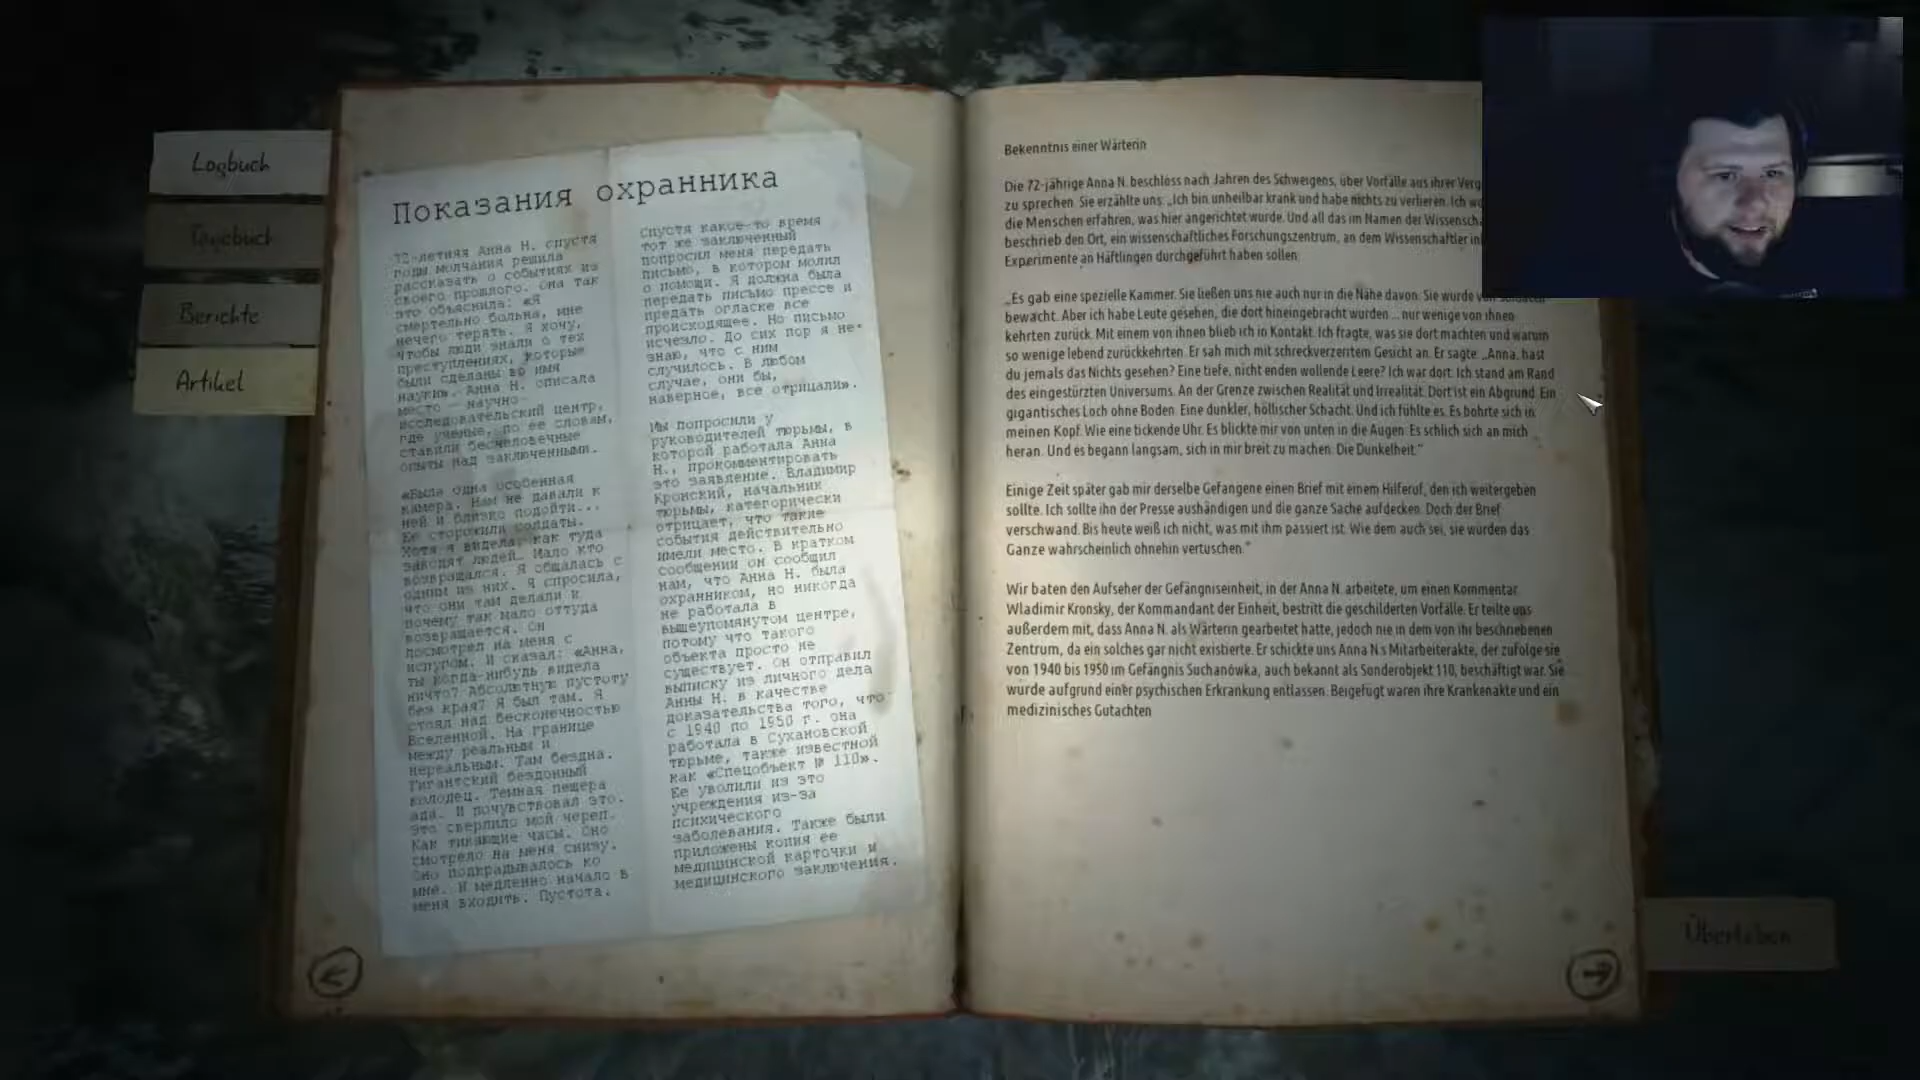 Logbuch
Tagebuch
Berichte
Artikel
Показания охранника
72-летняя Анна Н. спустя
годы молчания решила
рассказать о событиях из
своего прошлого. Она так
это объяснила: «Я
смертельно больна, мне
нечего терять. Я хочу,
чтобы люди знали о тех
преступлениях, которые
были сделаны во имя
науки». Анна Н. описала
место – научно-
исследовательский центр,
где ученые, по ее словам,
ставили бесчеловечные
опыты над заключенными.
«Была одна особенная
камера. Нам не давали к
ней и близко подойти...
Ее сторожили солдаты.
Хотя я видела, как туда
заводят людей. Мало кто
возвращался. Я общалась с
одним из них. Я спросила,
что они там делали и
почему так мало оттуда
возвращается. Он
посмотрел на меня с
испугом. И сказал: «Анна,
ты когда-нибудь видела
ничто? Абсолютную пустоту
без края? Я был там. Я
стоял над бесконечностью
Вселенной. На границе
между реальным и
нереальным. Там бездна.
Гигантский бездонный
колодец. Темная пещера
ада. И почувствовал это.
Это сверлило мой череп.
Как тикающие часы. Оно
смотрело на меня снизу.
Оно подкрадывалось ко
мне. И медленно начало в
меня входить. Пустота.
Спустя какое-то время
тот же заключенный
попросил меня передать
письмо, в котором молил
о помощи. Я должна была
передать письмо прессе и
предать огласке все
происходящее. Но письмо
исчезло. До сих пор я не
знаю, что с ним
случилось. В любом
случае, они бы,
наверное, все отрицали».
Мы попросили у
руководителей тюрьмы, в
которой работала Анна
Н., прокомментировать
это заявление. Владимир
Кронский, начальник
тюрьмы, категорически
отрицает, что такие
события действительно
имели место. В кратком
сообщении он сообщил
нам, что Анна Н. была
охранником, но никогда
не работала в
вышеупомянутом центре,
потому что такого
объекта просто не
существует. Он отправил
выписку из личного дела
Анны Н. в качестве
доказательства того, что
с 1940 по 1950 г. она
работала в Сухановской
тюрьме, также известной
как «Спецобъект № 110».
Ее уволили из это
учреждения из-за
психического
заболевания. Также были
приложены копия ее
медицинской карточки и
медицинского заключения.
Bekenntnis einer Wärterin
Die 72-jährige Anna N. beschloss nach Jahren des Schweigens, über Vorfälle aus ihrer Verg
zu sprechen. Sie erzählte uns: „Ich bin unheilbar krank und habe nichts zu verlieren. Ich wo
die Menschen erfahren, was hier angerichtet wurde. Und all das im Namen der Wissenscha
beschrieb den Ort, ein wissenschaftliches Forschungszentrum, an dem Wissenschaftler in
Experimente an Häftlingen durchgeführt haben sollen.
„Es gab eine spezielle Kammer. Sie ließen uns nie auch nur in die Nähe davon. Sie wurde von Soldaten
bewacht. Aber ich habe Leute gesehen, die dort hineingebracht wurden ... nur wenige von ihnen
kehrten zurück. Mit einem von ihnen blieb ich in Kontakt. Ich fragte, was sie dort machten und warum
so wenige lebend zurückkehrten. Er sah mich mit schreckverzerrtem Gesicht an. Er sagte: „Anna, hast
du jemals das Nichts gesehen? Eine tiefe, nicht enden wollende Leere? Ich war dort. Ich stand am Rand
des eingestürzten Universums. An der Grenze zwischen Realität und Irrealität. Dort ist ein Abgrund. Ein
gigantisches Loch ohne Boden. Eine dunkler, höllischer Schacht. Und ich fühlte es. Es bohrte sich in
meinen Kopf. Wie eine tickende Uhr. Es blickte mir von unten in die Augen. Es schlich sich an mich
heran. Und es begann langsam, sich in mir breit zu machen. Die Dunkelheit.“
Einige Zeit später gab mir derselbe Gefangene einen Brief mit einem Hilferuf, den ich weitergeben
sollte. Ich sollte ihn der Presse aushändigen und die ganze Sache aufdecken. Doch der Brief
verschwand. Bis heute weiß ich nicht, was mit ihm passiert ist. Wie dem auch sei, sie würden das
Ganze wahrscheinlich ohnehin vertuschen.“
Wir baten den Aufseher der Gefängniseinheit, in der Anna N. arbeitete, um einen Kommentar.
Wladimir Kronsky, der Kommandant der Einheit, bestritt die geschilderten Vorfälle. Er teilte uns
außerdem mit, dass Anna N. als Wärterin gearbeitet hatte, jedoch nie in dem von ihr beschriebenen
Zentrum, da ein solches gar nicht existierte. Er schickte uns Anna N.s Mitarbeiterakte, der zufolge sie
von 1940 bis 1950 im Gefängnis Suchanówka, auch bekannt als Sonderobjekt 110, beschäftigt war. Sie
wurde aufgrund einer psychischen Erkrankung entlassen. Beigefügt waren ihre Krankenakte und ein
medizinisches Gutachten
Überleben